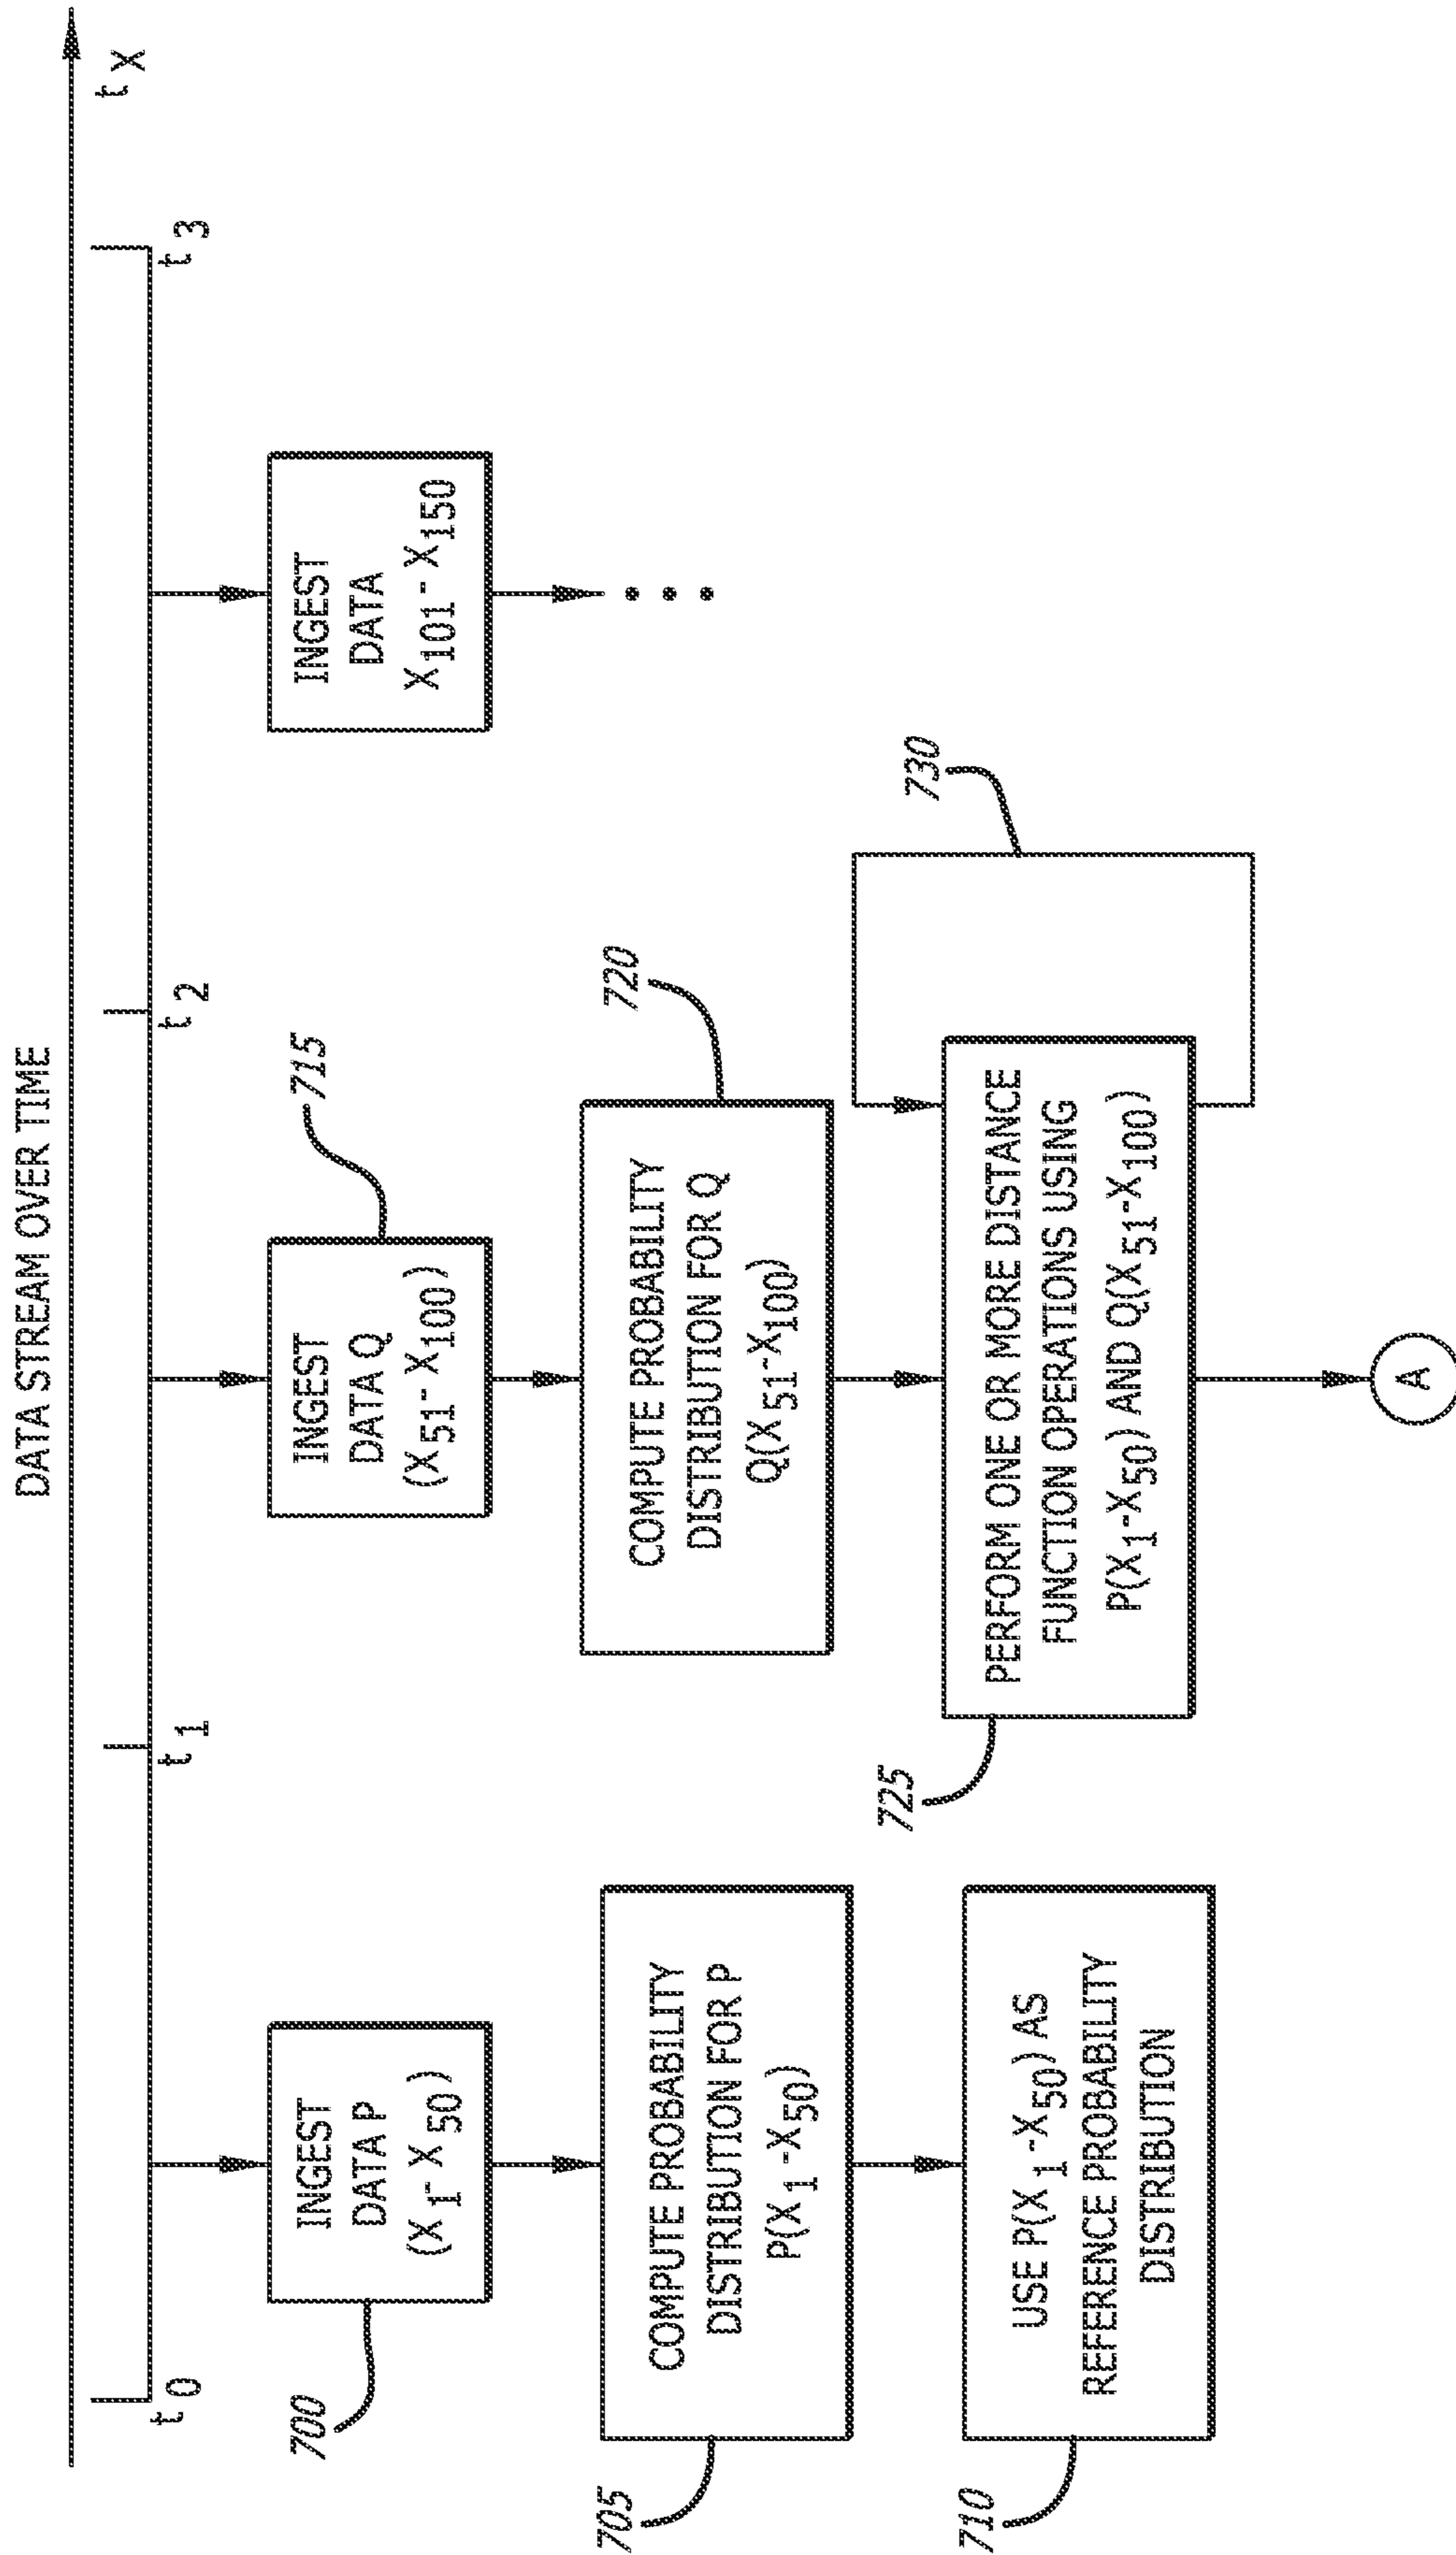 DATA STREAM OVER TIME
t0
t1
t2
t3
tX
700
INGEST
DATA P
(X1-X50)
705
COMPUTE PROBABILITY
DISTRIBUTION FOR P
P(X1-X50)
710
USE P(X1-X50) AS
REFERENCE PROBABILITY
DISTRIBUTION
715
INGEST
DATA Q
(X51-X100)
720
COMPUTE PROBABILITY
DISTRIBUTION FOR Q
Q(X51-X100)
725
PERFORM ONE OR MORE DISTANCE
FUNCTION OPERATIONS USING
P(X1-X50) AND Q(X51-X100)
730
A
INGEST
DATA
X101-X150